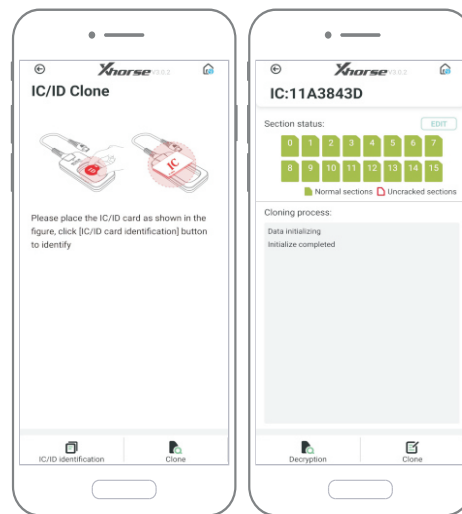 Xhorse
IC/ID Clone
ID
IC
Please place the IC/ID card as shown in the
figure, click [IC/ID card identification] button
to identify
IC/ID identification
Clone
Xhorse
IC:11A3843D
Section status:
EDIT
0 1 2 3 4 5 6 7
8 9 10 11 12 13 14 15
Normal sections Uncracked sections
Cloning process:
Data initializing
Initialize completed
Decryption
Clone